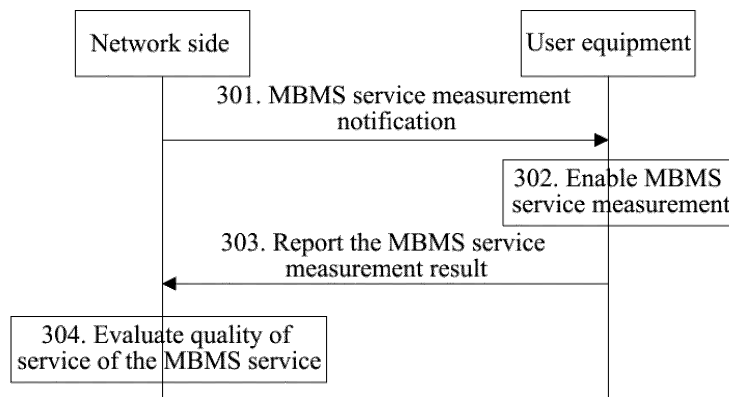 Network side
User equipment
301. MBMS service measurement
notification
302. Enable MBMS
service measurement
303. Report the MBMS service
measurement result
304. Evaluate quality of
service of the MBMS service